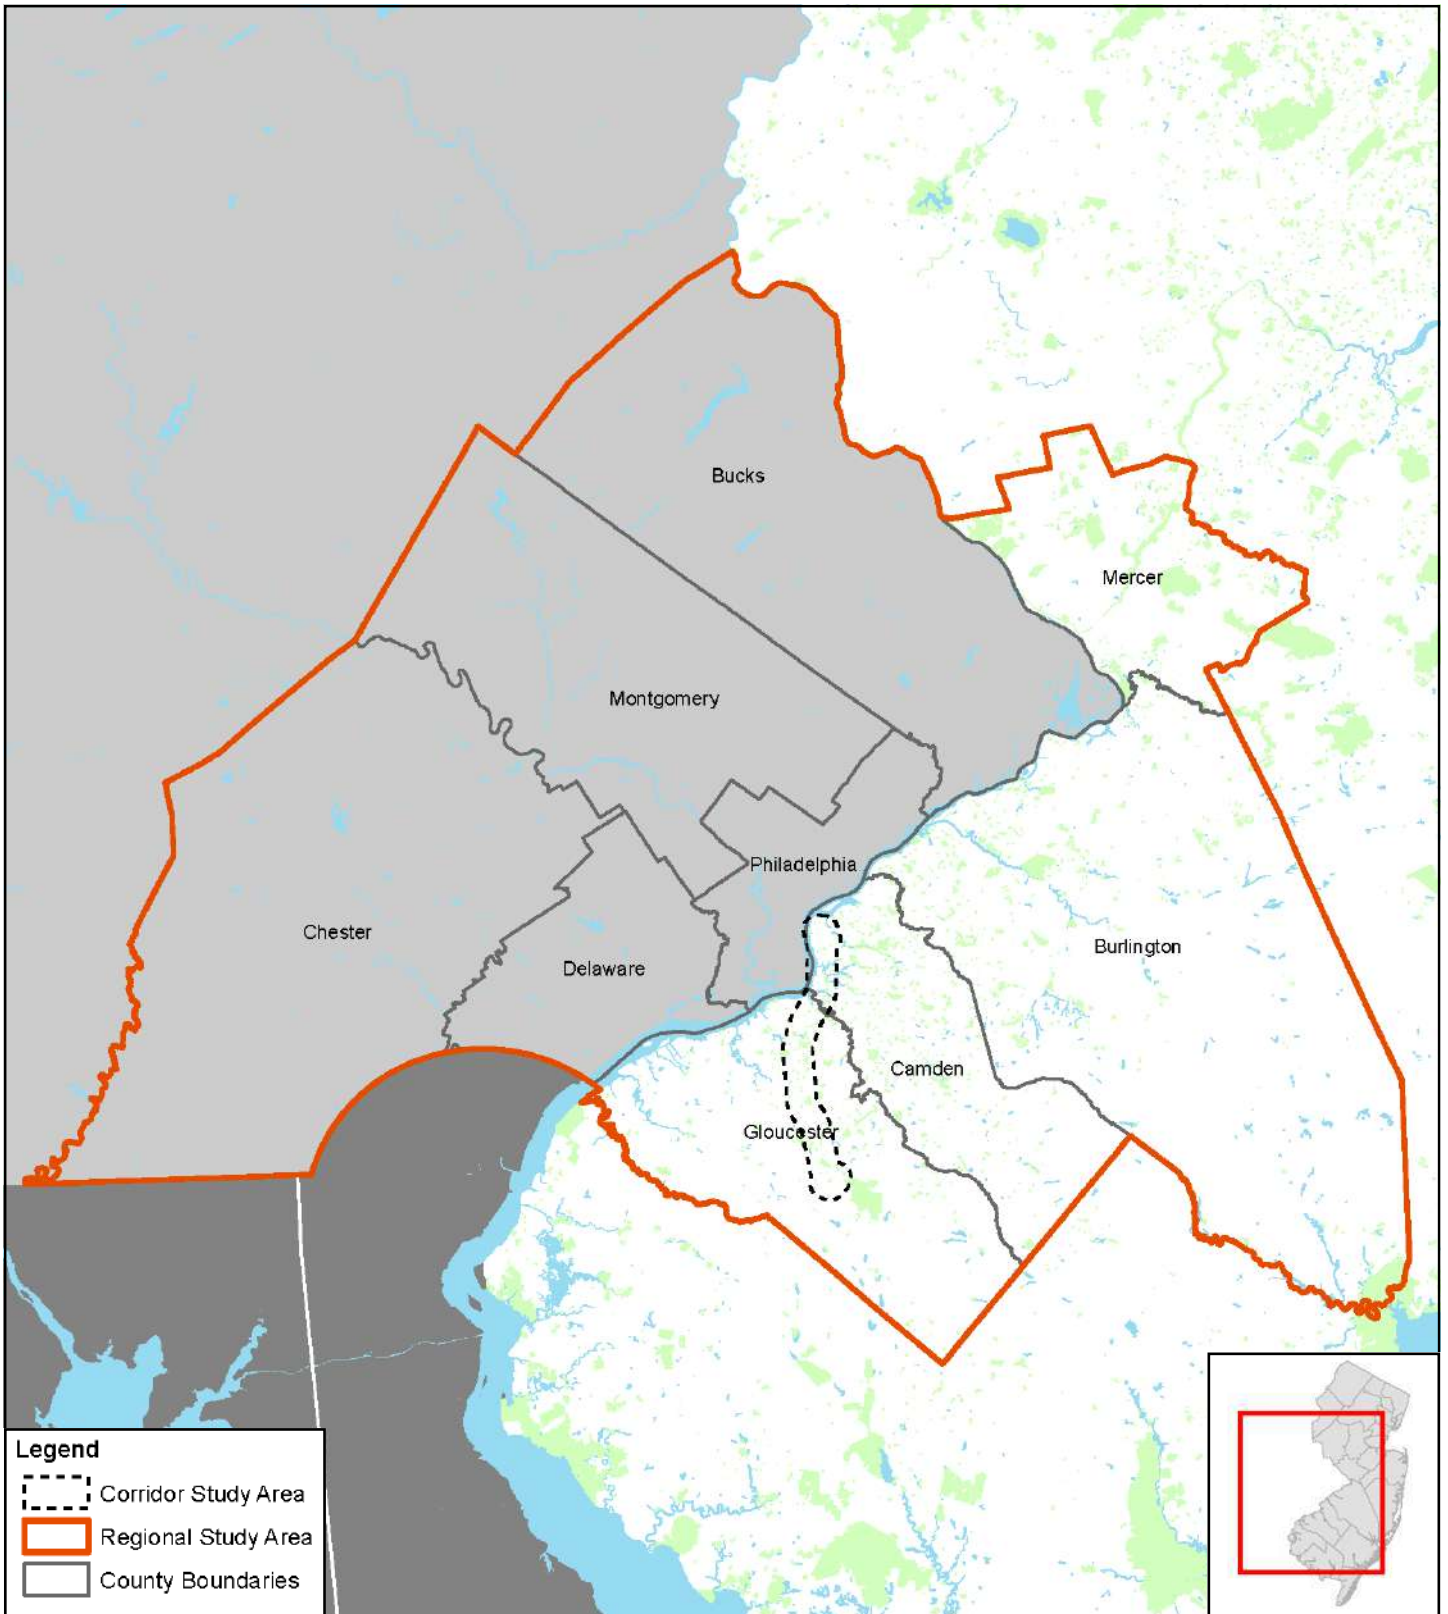 Bucks
Mercer
Montgomery
Philadelphia
Chester
Burlington
Delaware
Camden
Gloucester
Legend
Corridor Study Area
Regional Study Area
County Boundaries